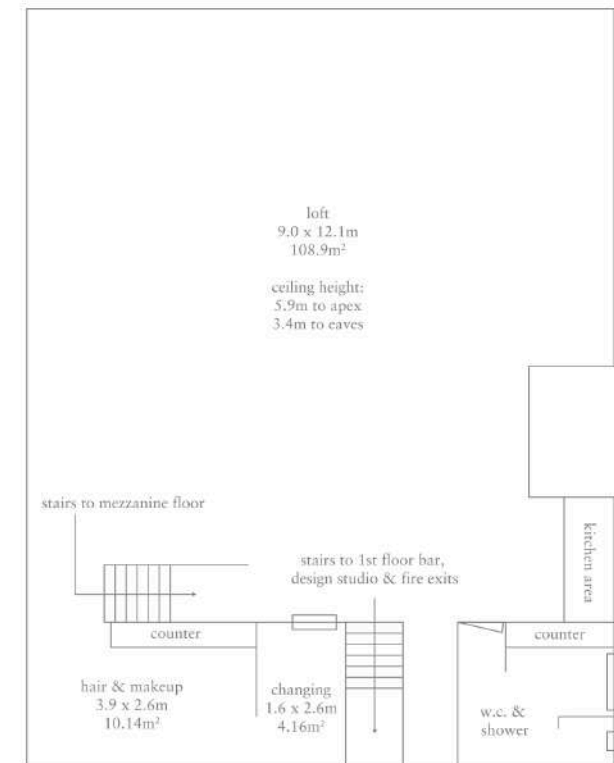 loft
9.0 x 12.1m
108.9m²
ceiling height:
5.9m to apex
3.4m to eaves
stairs to mezzanine floor
stairs to 1st floor bar,
design studio & fire exits
kitchen area
counter
counter
hair & makeup
3.9 x 2.6m
10.14m²
changing
1.6 x 2.6m
4.16m²
w.c. &
shower